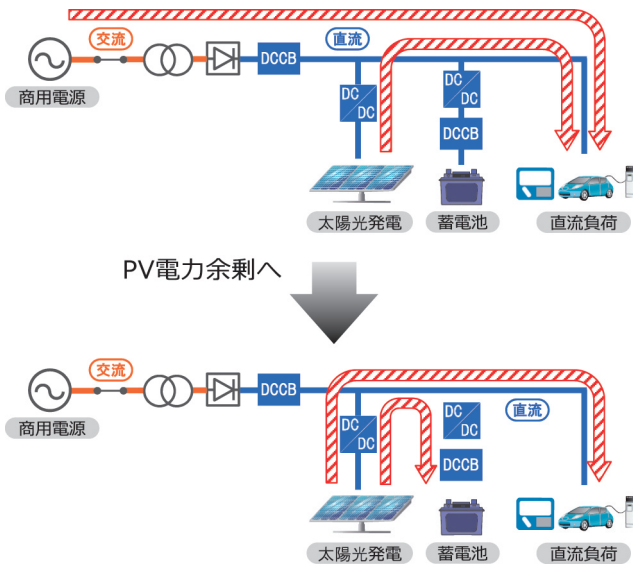 交流
直流
DCCB
DC
DC
DC
DC
DCCB
商用電源
太陽光発電
蓄電池
直流負荷
PV電力余剰へ
交流
DCCB
直流
DC
DC
DC
DC
DCCB
商用電源
太陽光発電
蓄電池
直流負荷